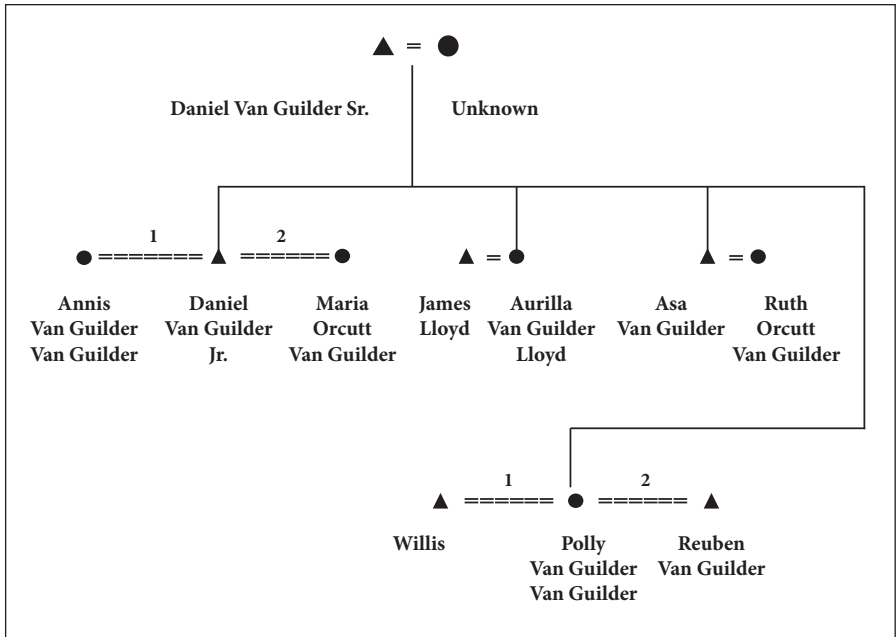 =
Daniel Van Guilder Sr. Unknown
1 2
======= ====== =  =
Annis Daniel Maria James Aurilla Asa Ruth
Van Guilder Van Guilder Orcutt Lloyd Van Guilder Van Guilder Orcutt
Van Guilder Jr. Van Guilder Lloyd Van Guilder
1 2
====== ======
Willis Polly Reuben
Van Guilder Van Guilder
Van Guilder